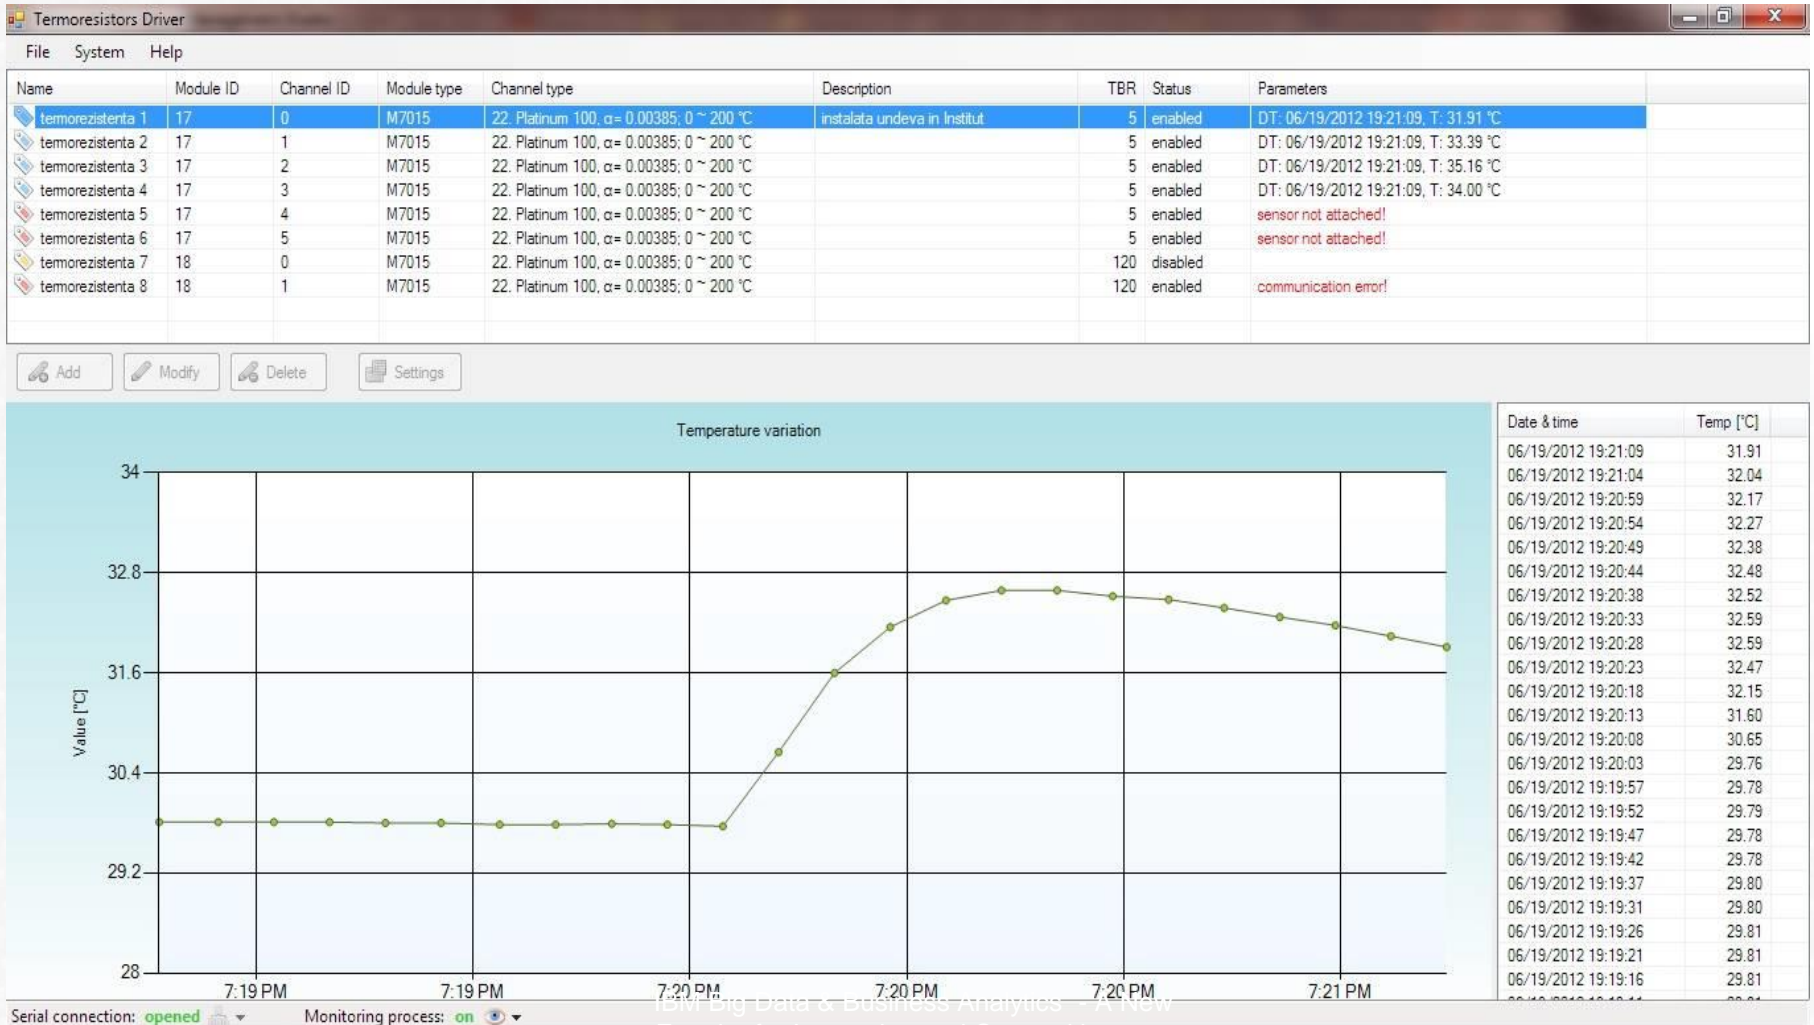 Termoresistors Driver
File System Help
Name Module ID Channel ID Module type Channel type Description TBR Status Parameters
termorezistenta 1 17 0 M7015 22. Platinum 100, α= 0.00385; 0 ~ 200 °C instalata undeva in Institut 5 enabled DT: 06/19/2012 19:21:09, T: 31.91 °C
termorezistenta 2 17 1 M7015 22. Platinum 100, α= 0.00385; 0 ~ 200 °C 5 enabled DT: 06/19/2012 19:21:09, T: 33.39 °C
termorezistenta 3 17 2 M7015 22. Platinum 100, α= 0.00385; 0 ~ 200 °C 5 enabled DT: 06/19/2012 19:21:09, T: 35.16 °C
termorezistenta 4 17 3 M7015 22. Platinum 100, α= 0.00385; 0 ~ 200 °C 5 enabled DT: 06/19/2012 19:21:09, T: 34.00 °C
termorezistenta 5 17 4 M7015 22. Platinum 100, α= 0.00385; 0 ~ 200 °C 5 enabled sensor not attached!
termorezistenta 6 17 5 M7015 22. Platinum 100, α= 0.00385; 0 ~ 200 °C 5 enabled sensor not attached!
termorezistenta 7 18 0 M7015 22. Platinum 100, α= 0.00385; 0 ~ 200 °C 120 disabled
termorezistenta 8 18 1 M7015 22. Platinum 100, α= 0.00385; 0 ~ 200 °C 120 enabled communication error!
Add Modify Delete Settings
Temperature variation
34
32.8
31.6
30.4
29.2
28
Value [°C]
7:19 PM 7:19 PM 7:20 PM 7:20 PM 7:20 PM 7:21 PM
Date & time Temp [°C]
06/19/2012 19:21:09 31.91
06/19/2012 19:21:04 32.04
06/19/2012 19:20:59 32.17
06/19/2012 19:20:54 32.27
06/19/2012 19:20:49 32.38
06/19/2012 19:20:44 32.48
06/19/2012 19:20:38 32.52
06/19/2012 19:20:33 32.59
06/19/2012 19:20:28 32.59
06/19/2012 19:20:23 32.47
06/19/2012 19:20:18 32.15
06/19/2012 19:20:13 31.60
06/19/2012 19:20:08 30.65
06/19/2012 19:20:03 29.76
06/19/2012 19:19:57 29.78
06/19/2012 19:19:52 29.79
06/19/2012 19:19:47 29.78
06/19/2012 19:19:42 29.78
06/19/2012 19:19:37 29.80
06/19/2012 19:19:31 29.80
06/19/2012 19:19:26 29.81
06/19/2012 19:19:21 29.81
06/19/2012 19:19:16 29.81
IBM Big Data & Business Analytics - A New
Serial connection: opened Monitoring process: on